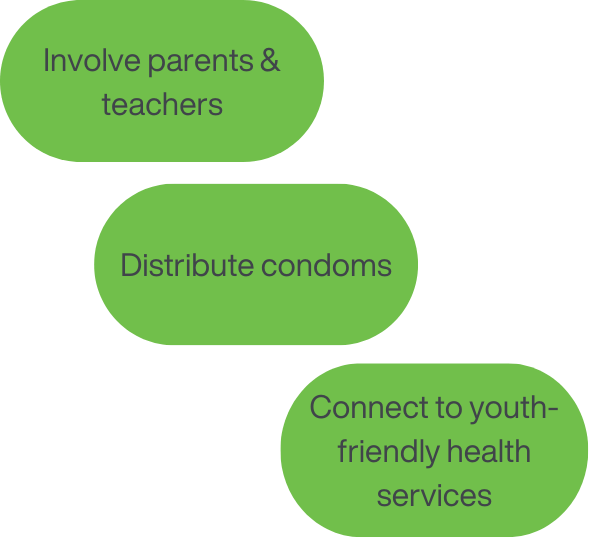 Involve parents &
teachers
Distribute condoms
Connect to youth-
friendly health
services